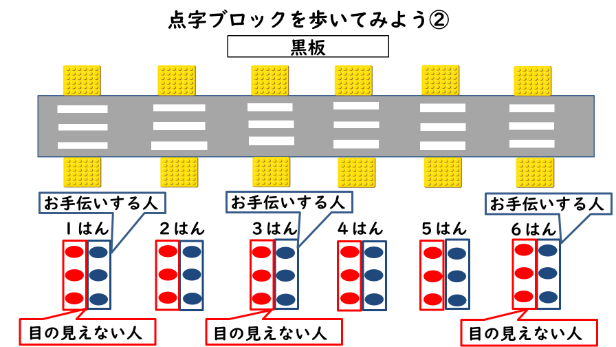 点字ブロックを歩いてみよう②
黒板
お手伝いする人
お手伝いする人
お手伝いする人
1はん
2はん
3はん
4はん
5はん
6はん
目の見えない人
目の見えない人
目の見えない人